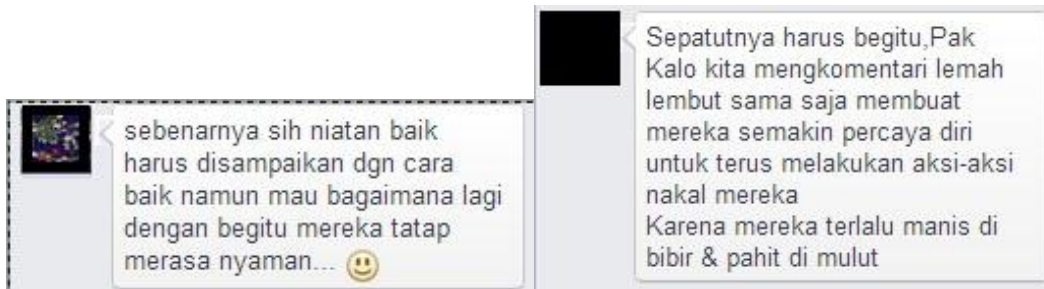 sebenarnya sih niatan baik
harus disampaikan dgn cara
baik namun mau bagaimana lagi
dengan begitu mereka tatap
merasa nyaman...
Sepatutnya harus begitu,Pak
Kalo kita mengkomentari lemah
lembut sama saja membuat
mereka semakin percaya diri
untuk terus melakukan aksi-aksi
nakal mereka
Karena mereka terlalu manis di
bibir & pahit di mulut